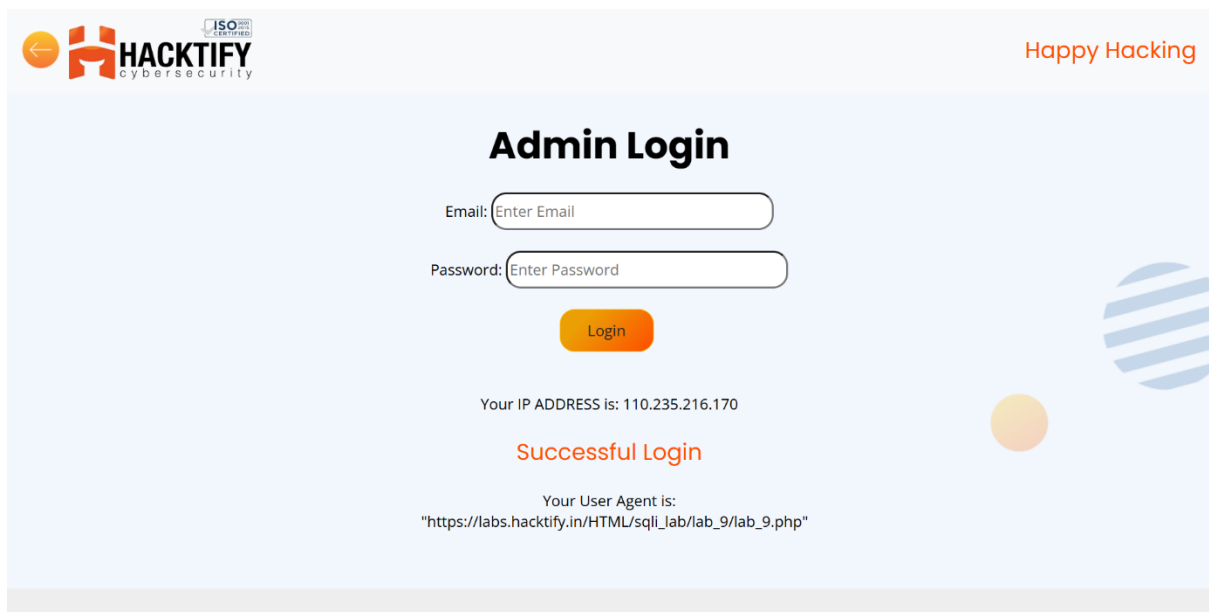 ISO 9001 2015
CERTIFIED
HACKTIFY
cybersecurity
Happy Hacking
Admin Login
Email: Enter Email
Password: Enter Password
Login
Your IP ADDRESS is: 110.235.216.170
Successful Login
Your User Agent is:
"https://labs.hacktify.in/HTML/sqli_lab/lab_9/lab_9.php"